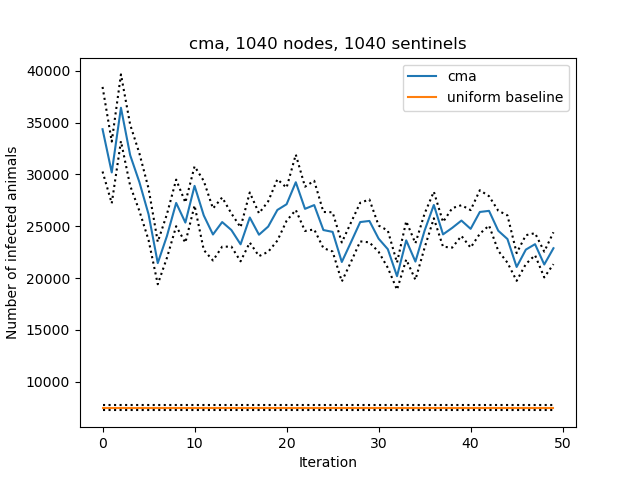 cma, 1040 nodes, 1040 sentinels
Number of infected animals
40000
35000
30000
25000
20000
15000
10000
cma
uniform baseline
0
10
20
30
40
50
Iteration